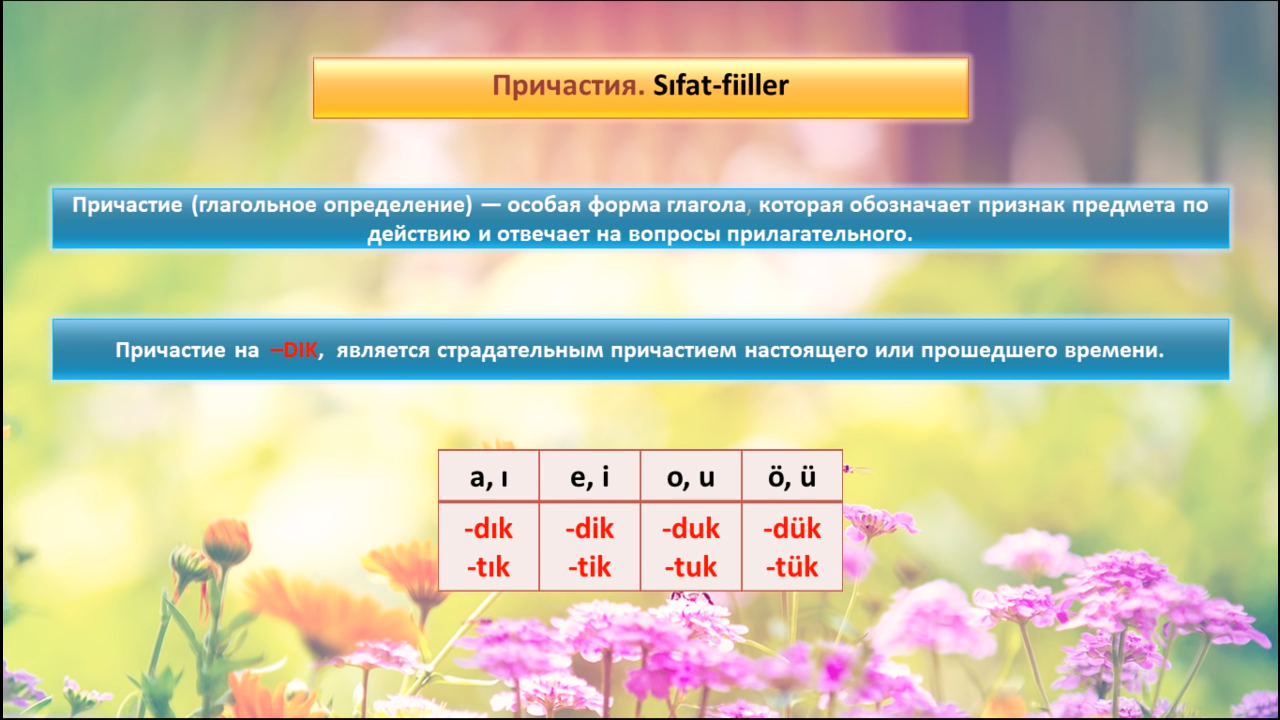 Причастия. Sıfat-fiiller
Причастие (глагольное определение) — особая форма глагола, которая обозначает признак предмета по
действию и отвечает на вопросы прилагательного.
Причастие на –DIK, является страдательным причастием настоящего или прошедшего времени.
a, ı e, i o, u ö, ü
-dık -dik -duk -dük
-tık -tik -tuk -tük